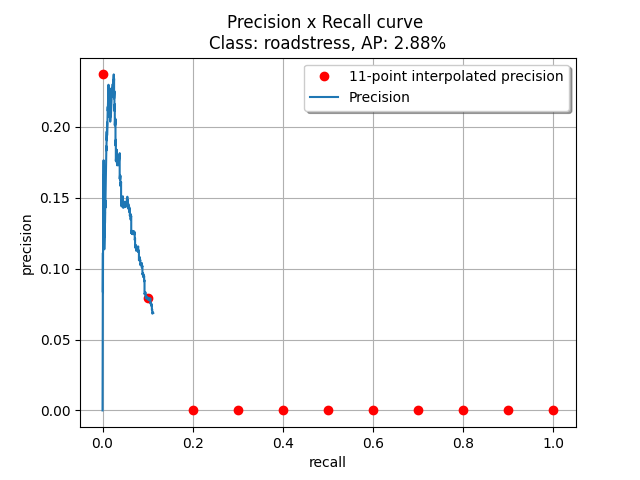 Precision x Recall curve
Class: roadstress, AP: 2.88%
11-point interpolated precision
Precision
precision
0.20
0.15
0.10
0.05
0.00
0.0 0.2 0.4 0.6 0.8 1.0
recall